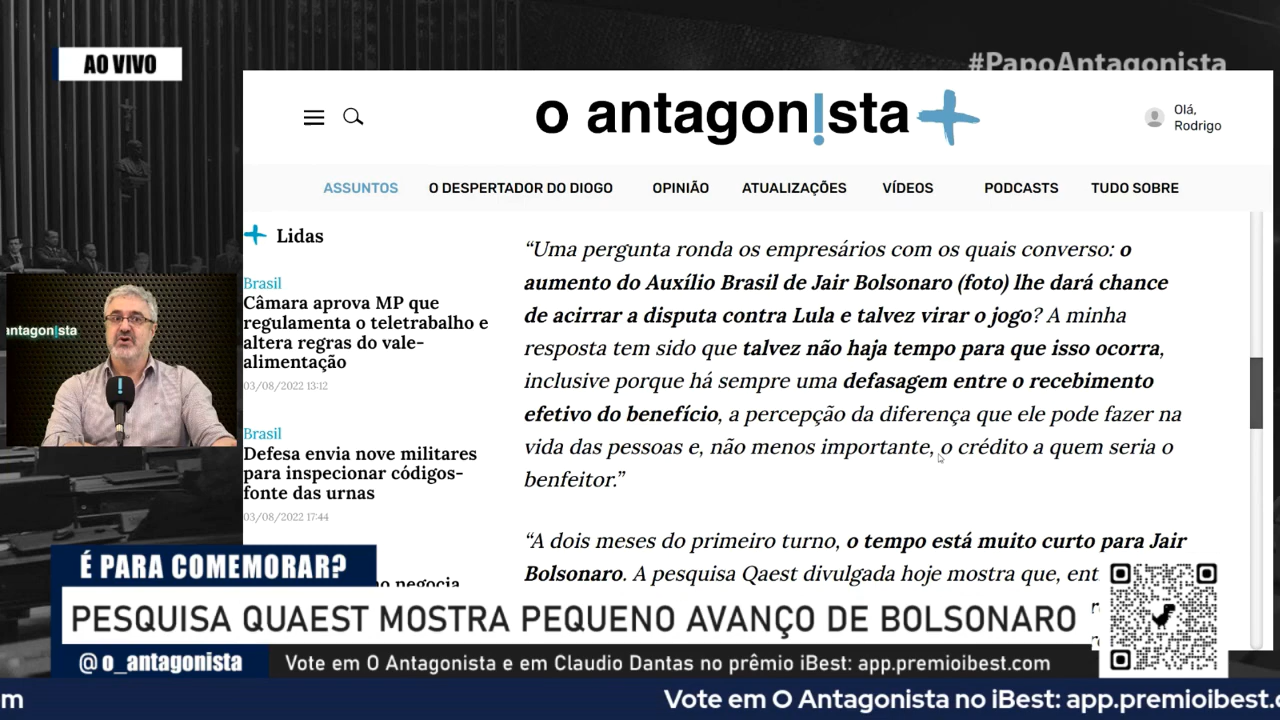 AO VIVO
#PapoAntagonista
o antagon!sta+
Olá,
Rodrigo
ASSUNTOS
O DESPERTADOR DO DIOGO
OPINIÃO
ATUALIZAÇÕES
VÍDEOS
PODCASTS
TUDO SOBRE
+ Lidas
Brasil
Câmara aprova MP que
regulamenta o teletrabalho e
altera regras do vale-
alimentação
03/08/2022 13:12
Brasil
Defesa envia nove militares
para inspecionar códigos-
fonte das urnas
03/08/2022 17:44
negocia
“Uma pergunta ronda os empresários com os quais converso: o
aumento do Auxílio Brasil de Jair Bolsonaro (foto) lhe dará chance
de acirrar a disputa contra Lula e talvez virar o jogo? A minha
resposta tem sido que talvez não haja tempo para que isso ocorra,
inclusive porque há sempre uma defasagem entre o recebimento
efetivo do benefício, a percepção da diferença que ele pode fazer na
vida das pessoas e, não menos importante, o crédito a quem seria o
benfeitor.”
“A dois meses do primeiro turno, o tempo está muito curto para Jair
Bolsonaro. A pesquisa Qaest divulgada hoje mostra que, ent
antagon!sta
É PARA COMEMORAR?
PESQUISA QUAEST MOSTRA PEQUENO AVANÇO DE BOLSONARO
@o_antagonista
Vote em O Antagonista e em Claudio Dantas no prêmio iBest: app.premioibest.com
m
Vote em O Antagonista no iBest: app.premioibest.c